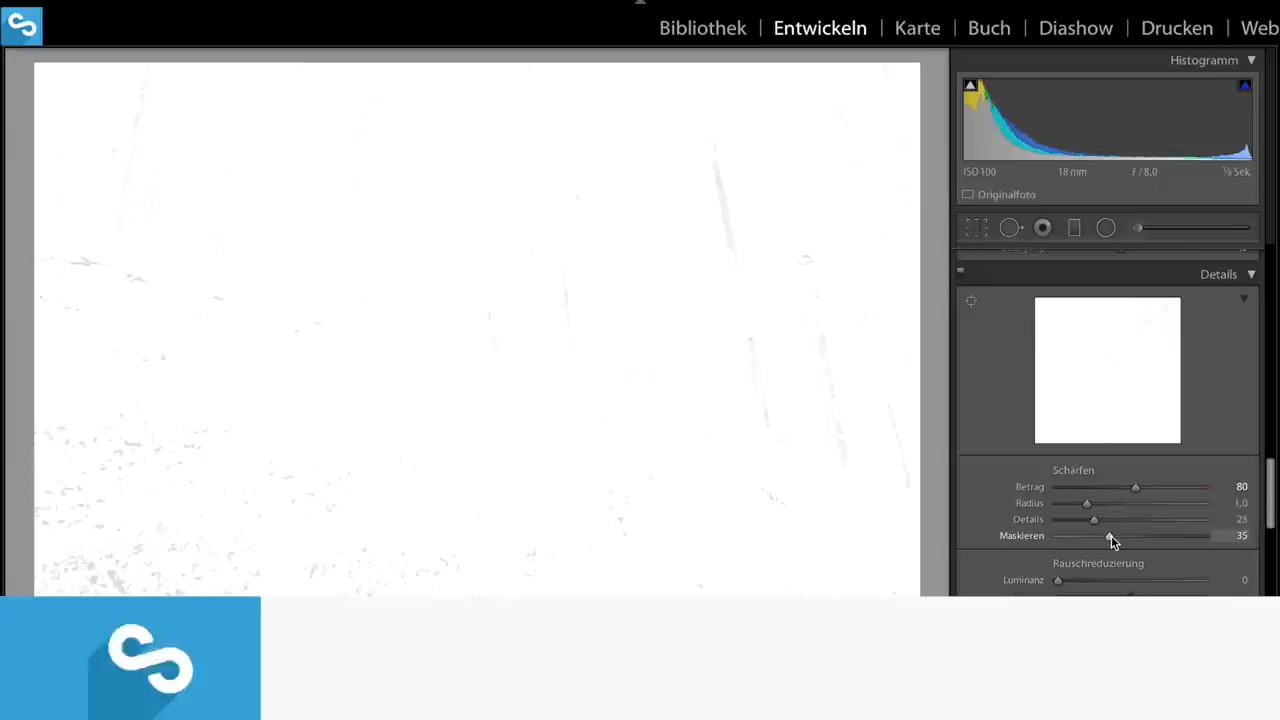 Bibliothek | Entwickeln | Karte | Buch | Diashow | Drucken | Web
Histogramm
ISO 100 18 mm ƒ / 8,0 ⅛ Sek.
Originalfoto
Details
Schärfen
Betrag 80
Radius 1,0
Details 25
Maskieren 35
Rauschreduzierung
Luminanz 0